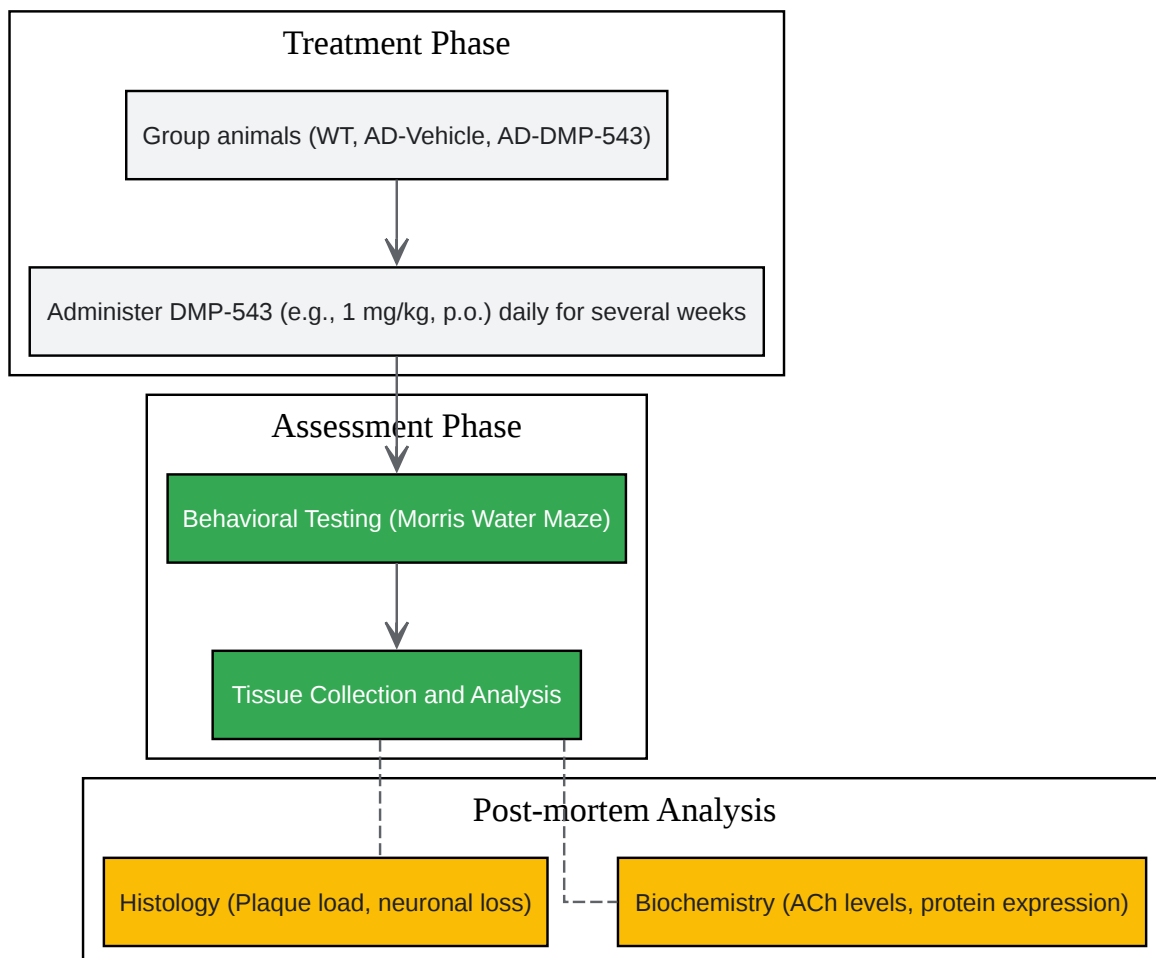 Treatment Phase
Group animals (WT, AD-Vehicle, AD-DMP-543)
Administer DMP-543 (e.g., 1 mg/kg, p.o.) daily for several weeks
Assessment Phase
Behavioral Testing (Morris Water Maze)
Tissue Collection and Analysis
Post-mortem Analysis
Histology (Plaque load, neuronal loss)
Biochemistry (ACh levels, protein expression)